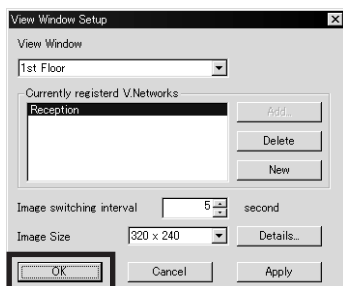 View Window Setup
View Window
1st Floor
Currently registerd V.Networks
Reception
Add...
Delete
New
Image switching interval 5 second
Image Size 320 x 240 Details...
OK Cancel Apply